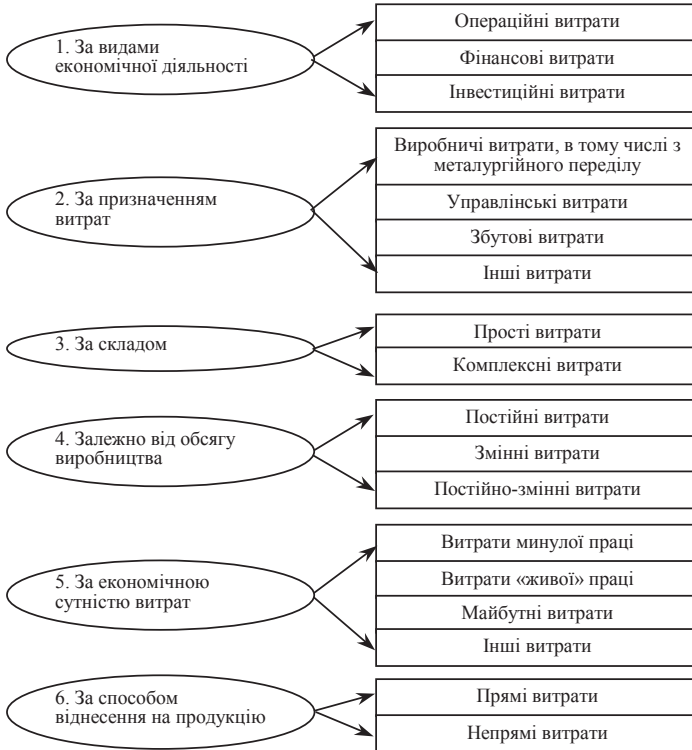 1. За видами
економічної діяльності
Операційні витрати
Фінансові витрати
Інвестиційні витрати
2. За призначенням
витрат
Виробничі витрати, в тому числі з
металургійного переділу
Управлінські витрати
Збутові витрати
Інші витрати
3. За складом
Прості витрати
Комплексні витрати
4. Залежно від обсягу
виробництва
Постійні витрати
Змінні витрати
Постійно-змінні витрати
5. За економічною
сутністю витрат
Витрати минулої праці
Витрати «живої» праці
Майбутні витрати
Інші витрати
6. За способом
віднесення на продукцію
Прямі витрати
Непрямі витрати